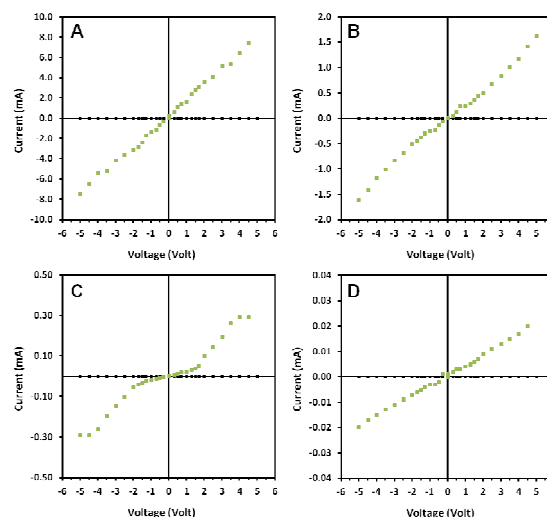 A
10.0
8.0
6.0
4.0
2.0
0.0
-2.0
-4.0
-6.0
-8.0
-10.0
Current (mA)
-6 -5 -4 -3 -2 -1 0 1 2 3 4 5 6
Voltage (Volt)
B
2.0
1.5
1.0
0.5
0.0
-0.5
-1.0
-1.5
-2.0
Current (mA)
-6 -5 -4 -3 -2 -1 0 1 2 3 4 5 6
Voltage (Volt)
C
0.50
0.30
0.10
-0.10
-0.30
-0.50
Current (mA)
-6 -5 -4 -3 -2 -1 0 1 2 3 4 5 6
Voltage (Volt)
D
0.04
0.03
0.02
0.01
0.00
-0.01
-0.02
-0.03
-0.04
Current (mA)
-6 -5 -4 -3 -2 -1 0 1 2 3 4 5 6
Voltage (Volt)